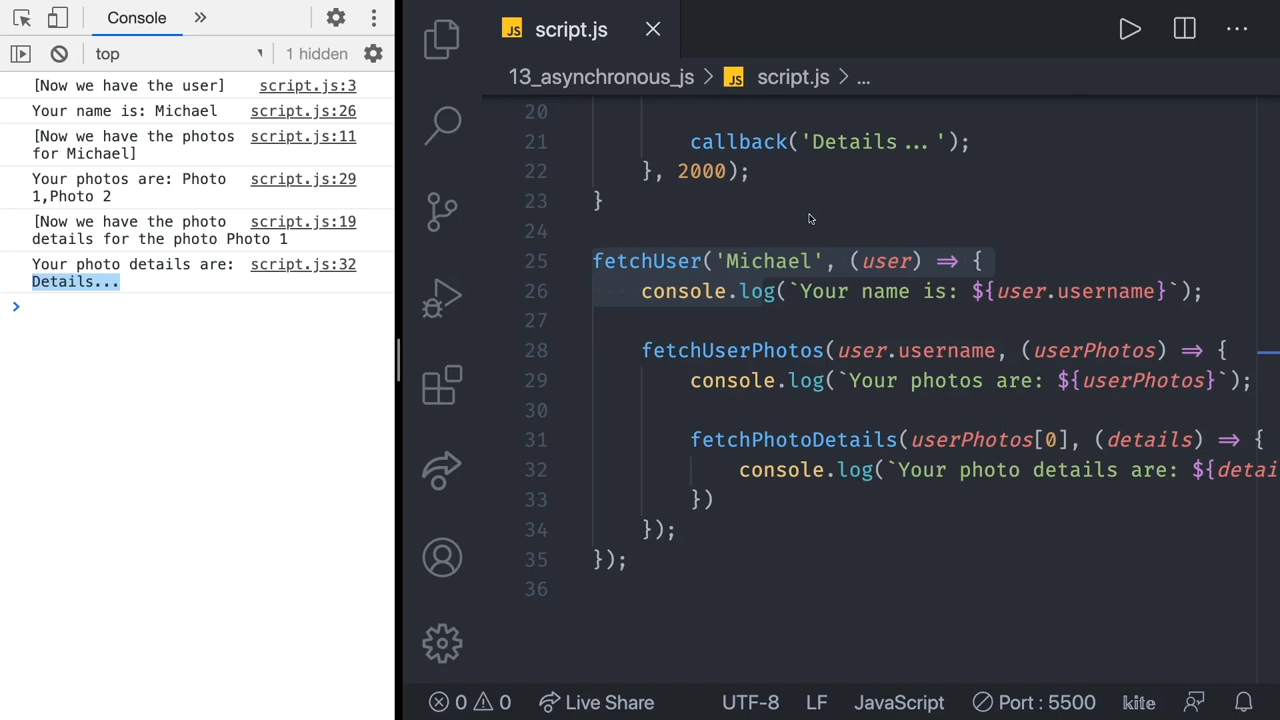 Console
top
1 hidden
[Now we have the user] script.js:3
Your name is: Michael script.js:26
[Now we have the photos script.js:11
for Michael]
Your photos are: Photo script.js:29
1,Photo 2
[Now we have the photo script.js:19
details for the photo Photo 1
Your photo details are: script.js:32
Details...
>
JS script.js
13_asynchronous_js > JS script.js > ...
20
21 callback('Details...');
22 }, 2000);
23 }
24
25 fetchUser('Michael', (user) => {
26 console.log(`Your name is: ${user.username}`);
27
28 fetchUserPhotos(user.username, (userPhotos) => {
29 console.log(`Your photos are: ${userPhotos}`);
30
31 fetchPhotoDetails(userPhotos[0], (details) => {
32 console.log(`Your photo details are: ${detai
33 })
34 });
35 });
36
0 0 Live Share UTF-8 LF JavaScript Port : 5500 kite